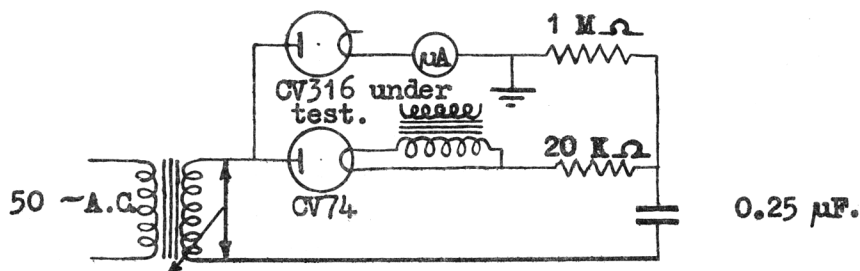 1 MΩ
µA
CV316 under
test.
20 KΩ
CV74
50 ~A.C.
0.25 µF.